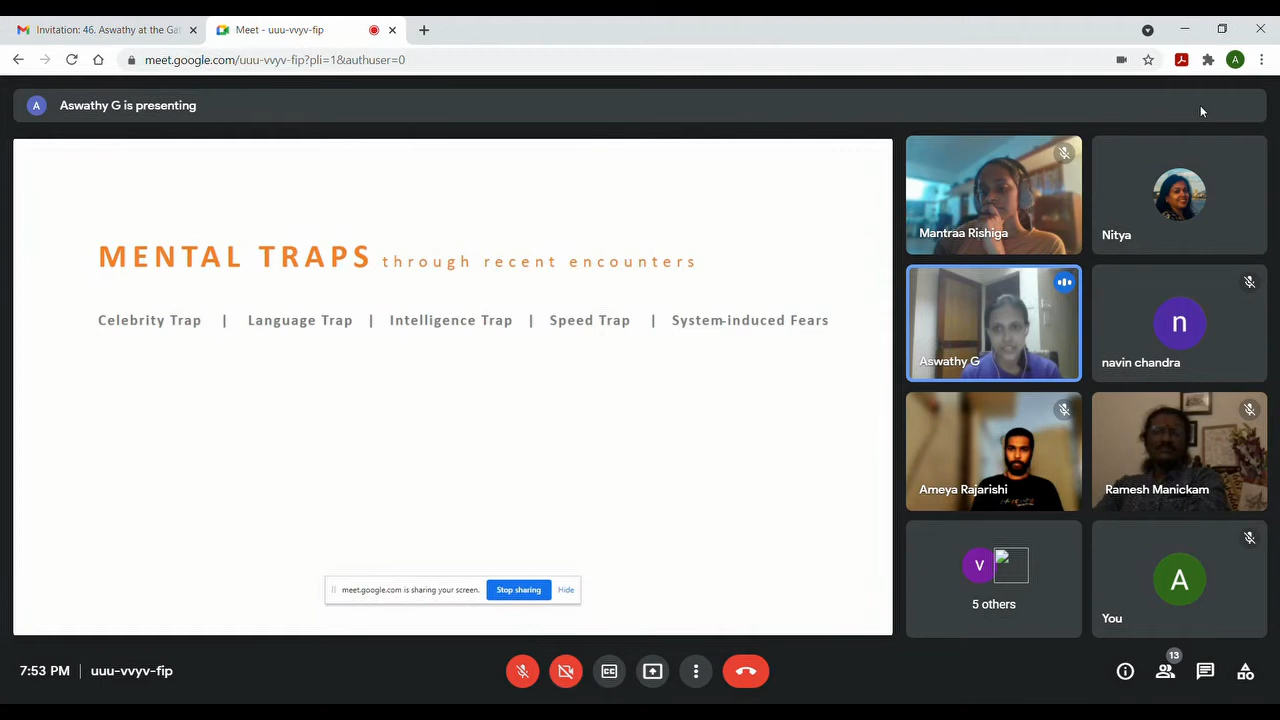 Invitation: 46. Aswathy at the Ga
Meet - uuu-vvyv-fip
meet.google.com/uuu-vvyv-fip?pli=1&authuser=0
A
A
Aswathy G is presenting
MENTAL TRAPS through recent encounters
Celebrity Trap | Language Trap | Intelligence Trap | Speed Trap | System-induced Fears
meet.google.com is sharing your screen.
Stop sharing
Hide
Mantraa Rishiga
Nitya
Aswathy G
n
navin chandra
Ameya Rajarishi
Ramesh Manickam
V
5 others
A
You
7:53 PM | uuu-vvyv-fip
CC
13